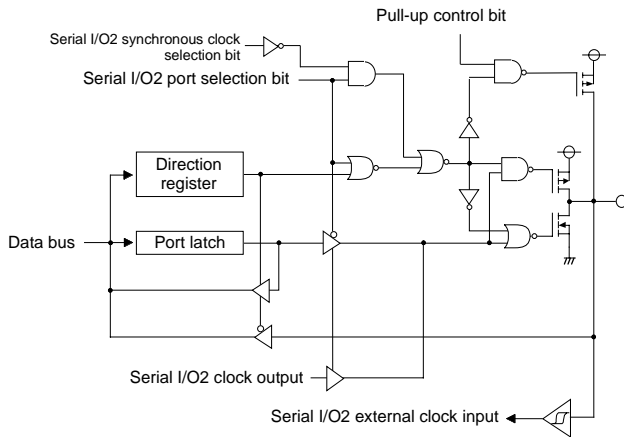 Pull-up control bit
Serial I/O2 synchronous clock
selection bit
Serial I/O2 port selection bit
Direction
register
Data bus
Port latch
Serial I/O2 clock output
Serial I/O2 external clock input